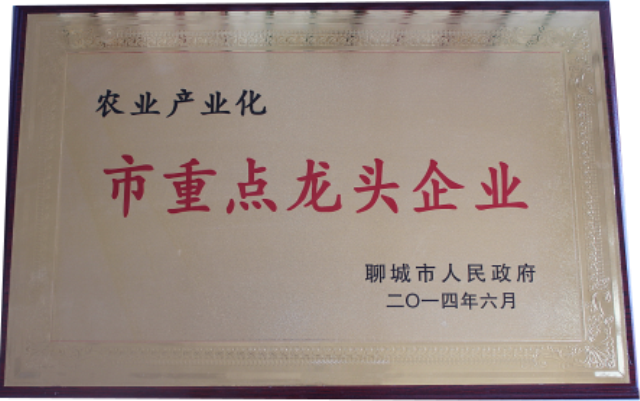 农业产业化
市重点龙头企业
聊城市人民政府
二〇一四年六月